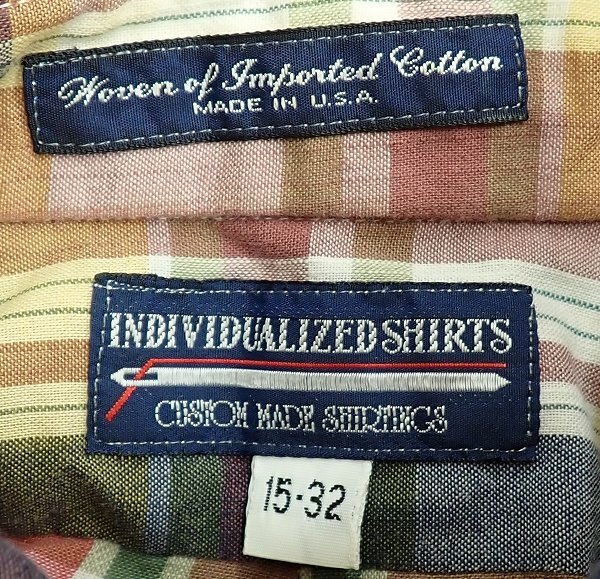 Woven of Imported Cotton
MADE IN U.S.A.
INDIVIDUALIZED SHIRTS
CUSTOM MADE SHIRTINGS
15-32